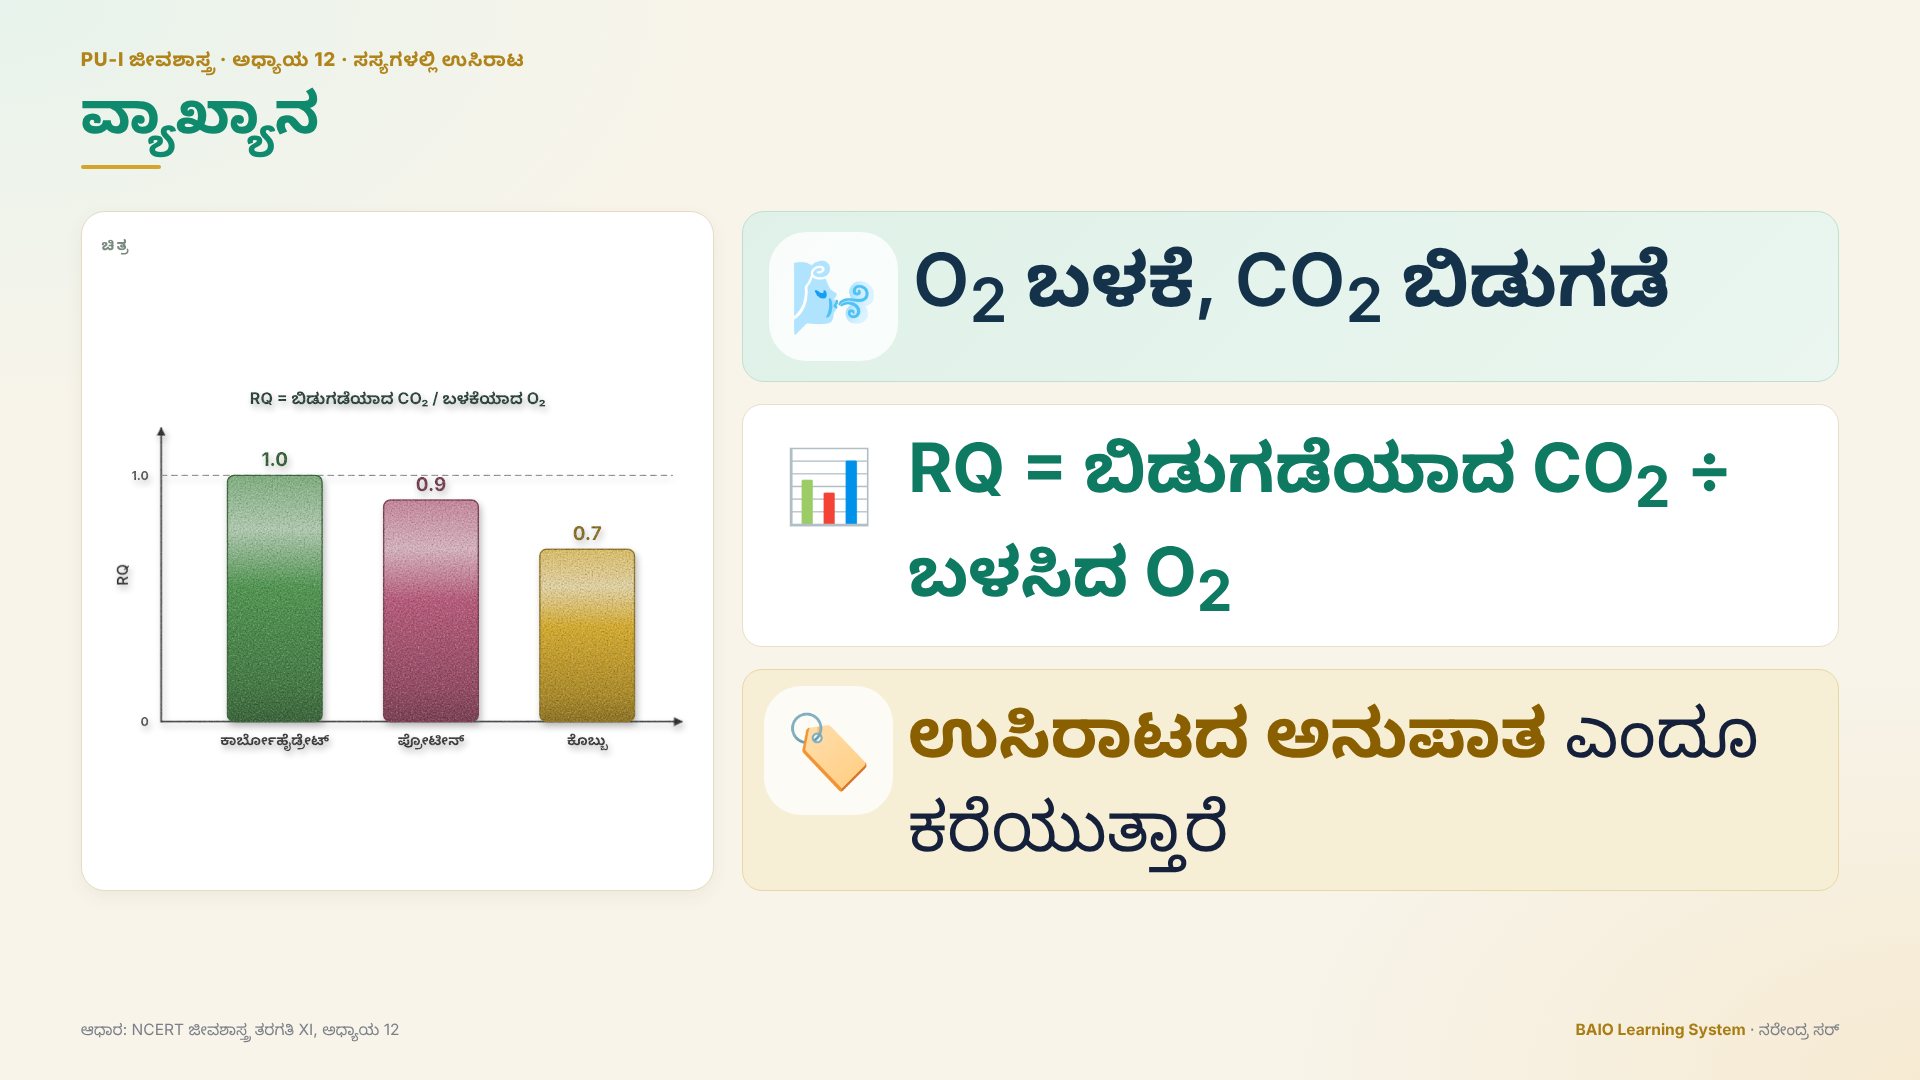 PU-I ಜೀವಶಾಸ್ತ್ರ · ಅಧ್ಯಾಯ 12 · ಸಸ್ಯಗಳಲ್ಲಿ ಉಸಿರಾಟ
ವ್ಯಾಖ್ಯಾನ
ಚಿತ್ರ
RQ = ಬಿಡುಗಡೆಯಾದ CO₂ / ಬಳಕೆಯಾದ O₂
1.0
1.0
0.9
0.7
RQ
0
ಕಾರ್ಬೋಹೈಡ್ರೇಟ್
ಪ್ರೋಟೀನ್
ಕೊಬ್ಬು
O₂ ಬಳಕೆ, CO₂ ಬಿಡುಗಡೆ
RQ = ಬಿಡುಗಡೆಯಾದ CO₂ ÷
ಬಳಸಿದ O₂
ಉಸಿರಾಟದ ಅನುಪಾತ ಎಂದೂ
ಕರೆಯುತ್ತಾರೆ
ಆಧಾರ: NCERT ಜೀವಶಾಸ್ತ್ರ ತರಗತಿ XI, ಅಧ್ಯಾಯ 12
BAIO Learning System · ನರೇಂದ್ರ ಸರ್